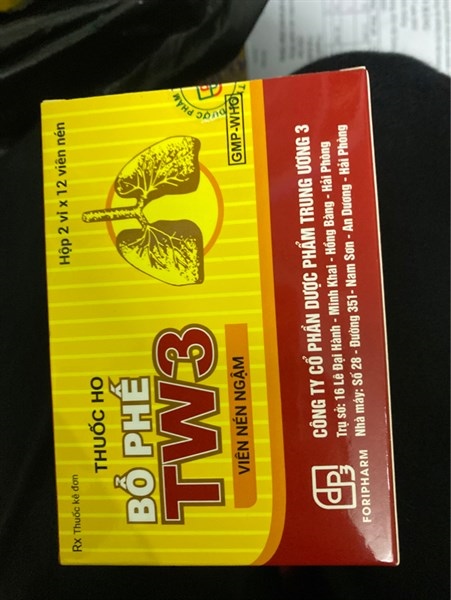 Rx Thuốc kê đơn
Hộp 2 vỉ x 12 viên nén
THUỐC HO
BỔ PHẾ
TW3
VIÊN NÉN NGẬM
DƯỢC PHẨM
GMP-WHO
FORIPHARM
CÔNG TY CỔ PHẦN DƯỢC PHẨM TRUNG ƯƠNG 3
Trụ sở: 16 Lê Đại Hành - Minh Khai - Hồng Bàng - Hải Phòng
Nhà máy: Số 28 - Đường 351- Nam Sơn - An Dương - Hải Phòng